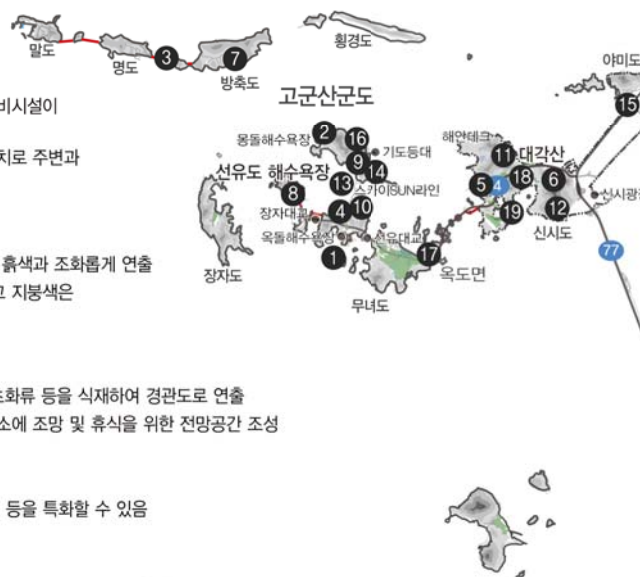 말도
명도
3
7
방축도
횡경도
야미도
15
비시설이
고군산군도
치로 주변과
몽돌해수욕장
2
16
기도등대
해안데크
11
대각산
선유도 해수욕장
9
14
8
13
스카이SUN라인
5
4
18
6
신시광
장자대교
4
10
19
12
옥돌해수욕장
선유대교
신시도
1
17
옥도면
77
흙색과 조화롭게 연출
장자도
지붕색은
무녀도
초화류 등을 식재하여 경관도로 연출
소에 조망 및 휴식을 위한 전망공간 조성
등을 특화할 수 있음